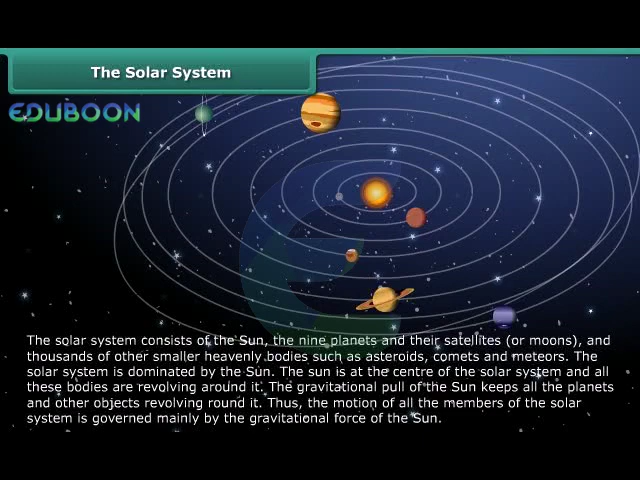 The Solar System
EDUBOON
The solar system consists of the Sun, the nine planets and their satellites (or moons), and
thousands of other smaller heavenly bodies such as asteroids, comets and meteors. The
solar system is dominated by the Sun. The sun is at the centre of the solar system and all
these bodies are revolving around it. The gravitational pull of the Sun keeps all the planets
and other objects revolving round it. Thus, the motion of all the members of the solar
system is governed mainly by the gravitational force of the Sun.